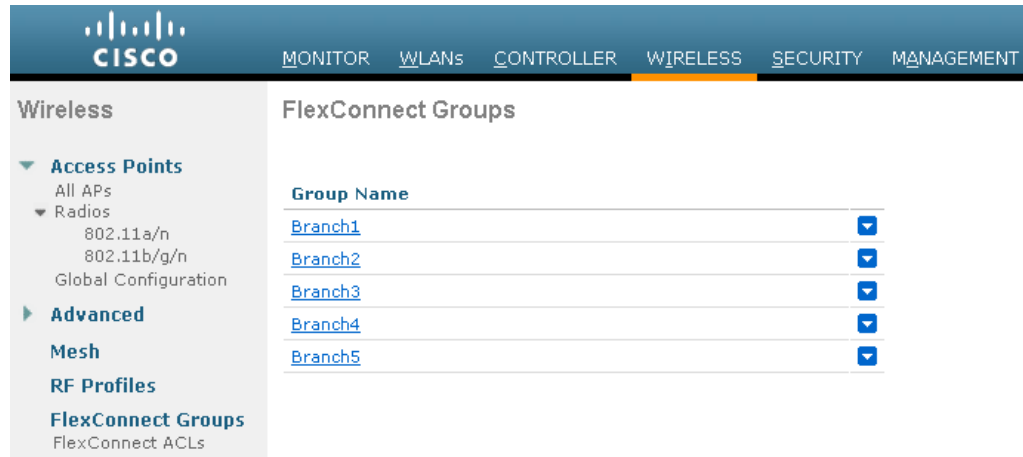 CISCO
MONITOR WLANs CONTROLLER WIRELESS SECURITY MANAGEMENT
Wireless
Access Points
All APs
Radios
802.11a/n
802.11b/g/n
Global Configuration
Advanced
Mesh
RF Profiles
FlexConnect Groups
FlexConnect ACLs
FlexConnect Groups
Group Name
Branch1
Branch2
Branch3
Branch4
Branch5